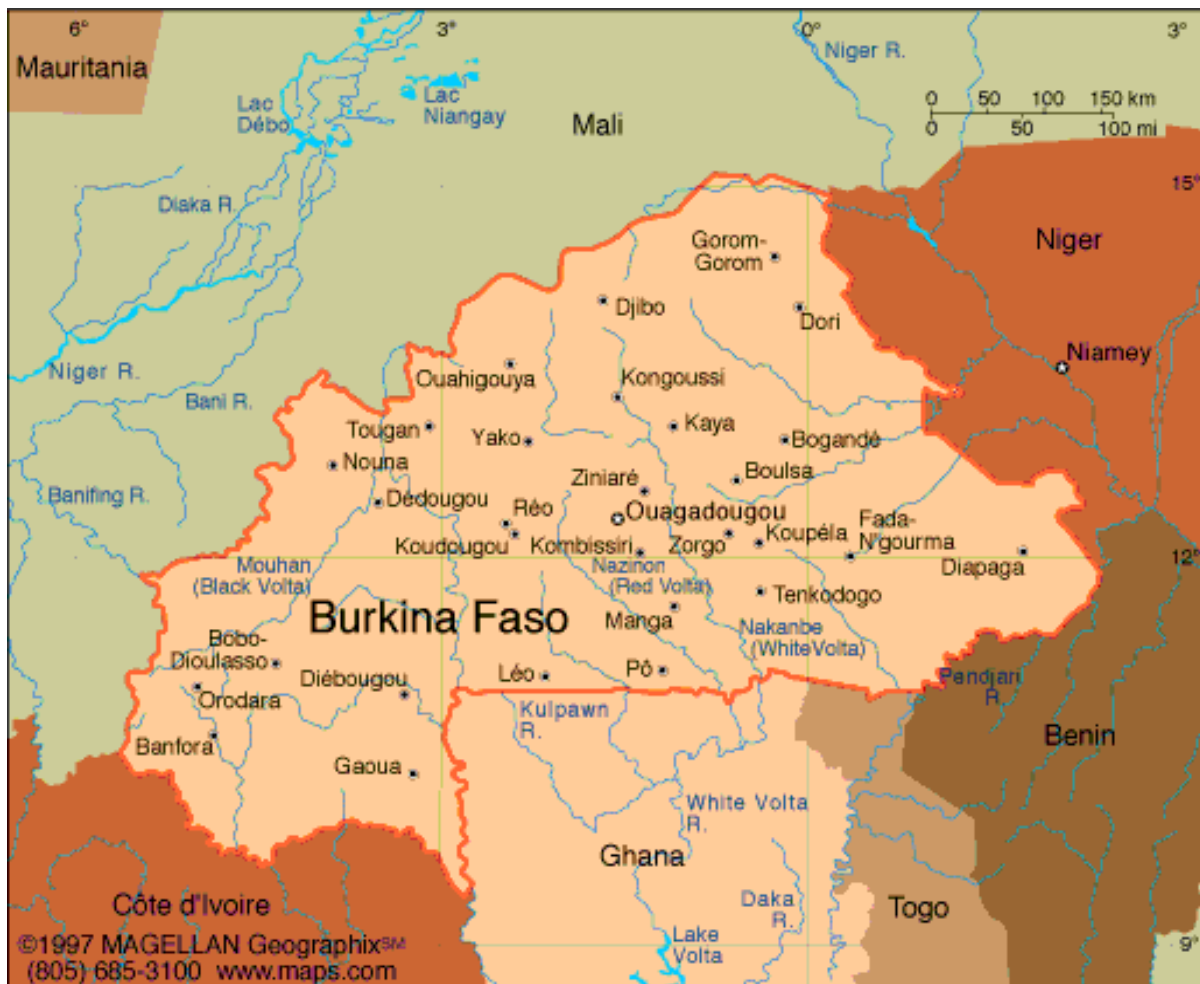 6°
3°
0°
3°
Mauritania
Niger R.
Lac
Débo
Lac
Niangay
Mali
0 50 100 150 km
0 50 100 mi
15°
Diaka R.
Niger
Gorom-
Gorom
Djibo
Dori
Niamey
Niger R.
Ouahigouya
Kongoussi
Bani R.
Tougan
Yako
Kaya
Bogandé
Nouna
Boulsa
Banifing R.
Dédougou
Ziniaré
Réo
Ouagadougou
Koudougou
Kombissiri
Zorgo
Koupéla
Fada-
N'gourma
Diapaga
12°
Mouhan
(Black Volta)
Nazinon
(Red Volta)
Tenkodogo
Burkina Faso
Manga
Nakanbe
(WhiteVolta)
Bobo-
Dioulasso
Diébougou
Léo
Pô
Pendjari
R.
Orodara
Kulpawn
R.
Banfora
Benin
Gaoua
White Volta
R.
Ghana
Côte d'Ivoire
Daka
R.
Togo
Lake
Volta
9°
©1997 MAGELLAN Geographix℠
(805) 685-3100 www.maps.com